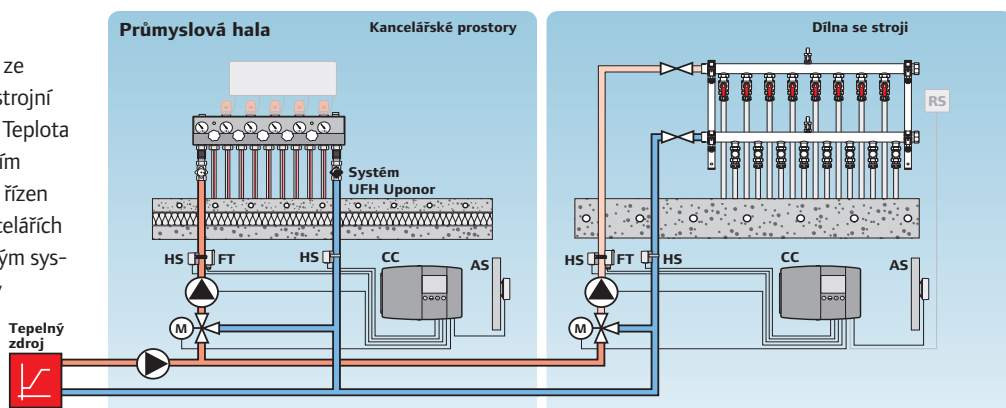 ze
strojní
Teplota
ím
řízen
celářích
ým sys-
y
Průmyslová hala
Kancelářské prostory
Systém
UFH Uponor
HS
FT
HS
CC
AS
M
Tepelný
zdroj
Dílna se stroji
RS
HS
FT
HS
CC
AS
M